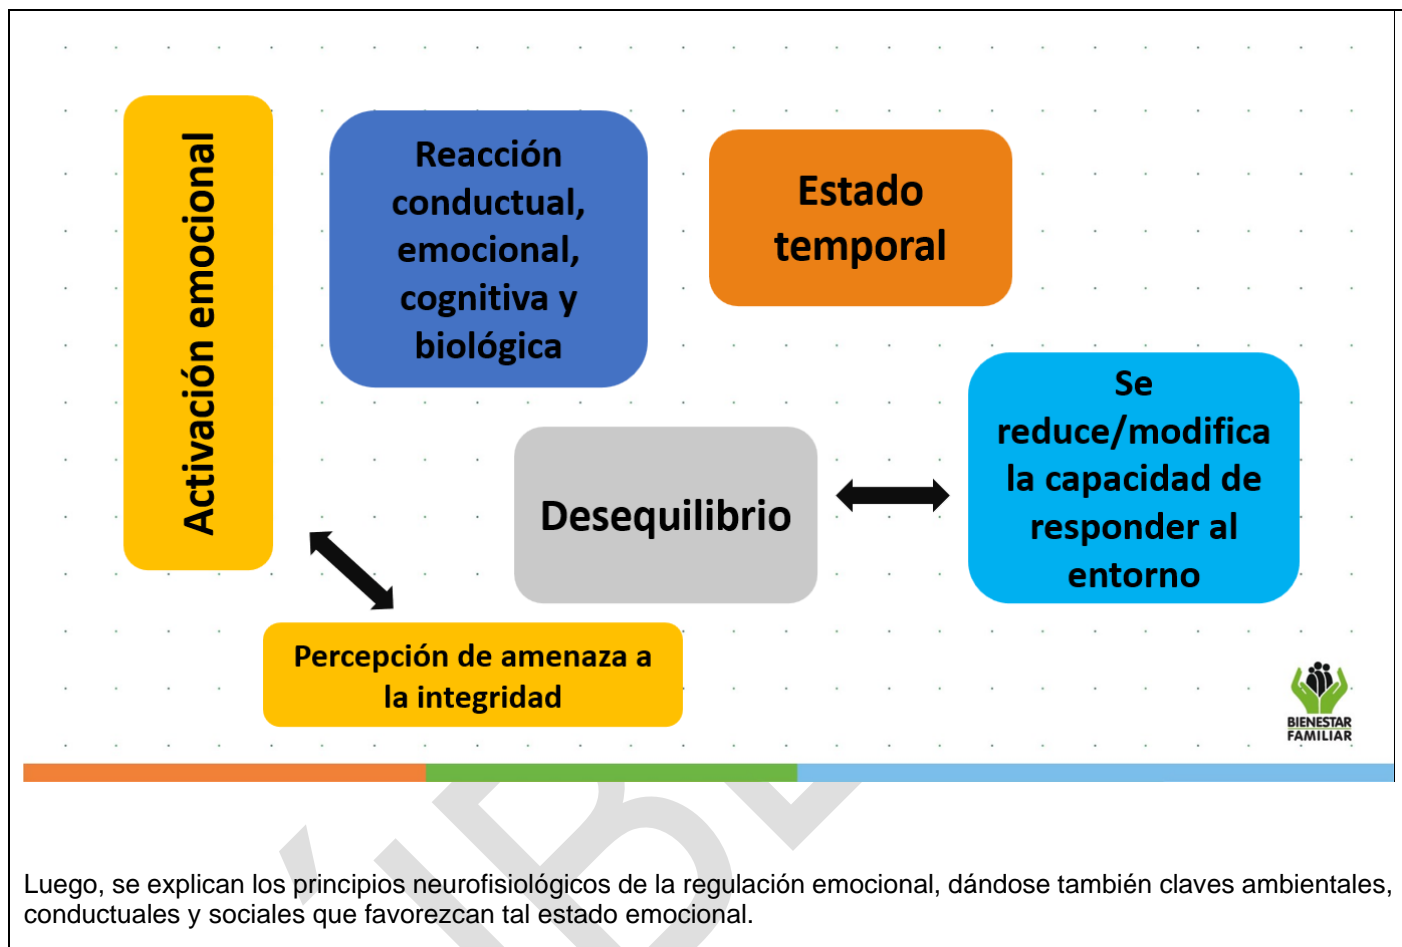 Activación emocional
Reacción
conductual,
emocional,
cognitiva y
biológica
Estado
temporal
Se
reduce/modifica
la capacidad de
responder al
entorno
Desequilibrio
Percepción de amenaza a
la integridad
BIENESTAR
FAMILIAR
Luego, se explican los principios neurofisiológicos de la regulación emocional, dándose también claves ambientales,
conductuales y sociales que favorezcan tal estado emocional.